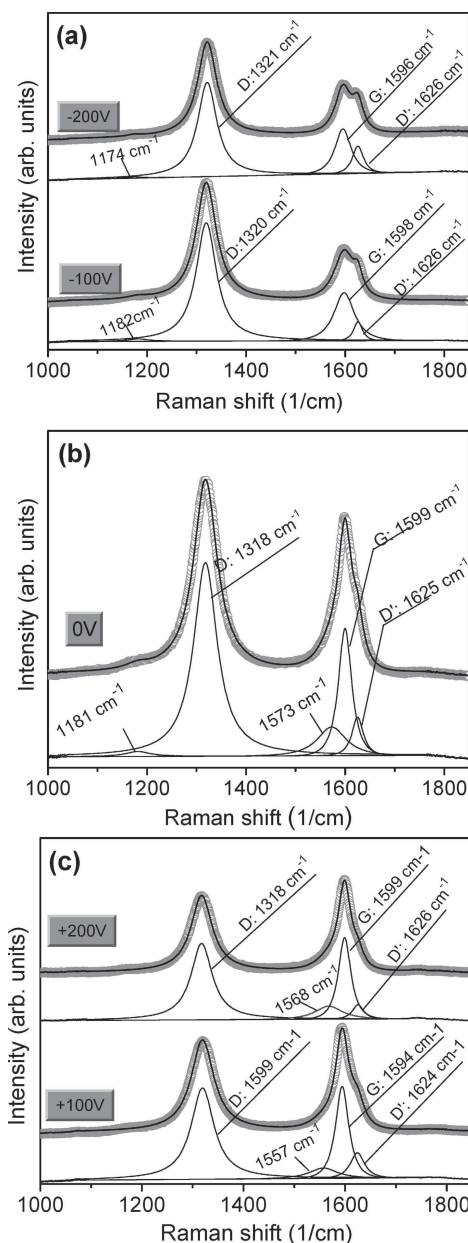 (a)
D:1321 cm-1
G: 1596 cm-1
D': 1626 cm-1
-200V
1174 cm-1
D:1320 cm-1
G: 1598 cm-1
D': 1626 cm-1
-100V
1182cm-1
Intensity (arb. units)
1000 1200 1400 1600 1800
Raman shift (1/cm)
(b)
D: 1318 cm-1
G: 1599 cm-1
D': 1625 cm-1
0V
1181 cm-1
1573 cm-1
Intensity (arb. units)
1000 1200 1400 1600 1800
Raman shift (1/cm)
(c)
D: 1318 cm-1
G: 1599 cm-1
D': 1626 cm-1
+200V
1568 cm-1
D: 1599 cm-1
G: 1594 cm-1
D': 1624 cm-1
+100V
1557 cm-1
Intensity (arb. units)
1000 1200 1400 1600 1800
Raman shift (1/cm)